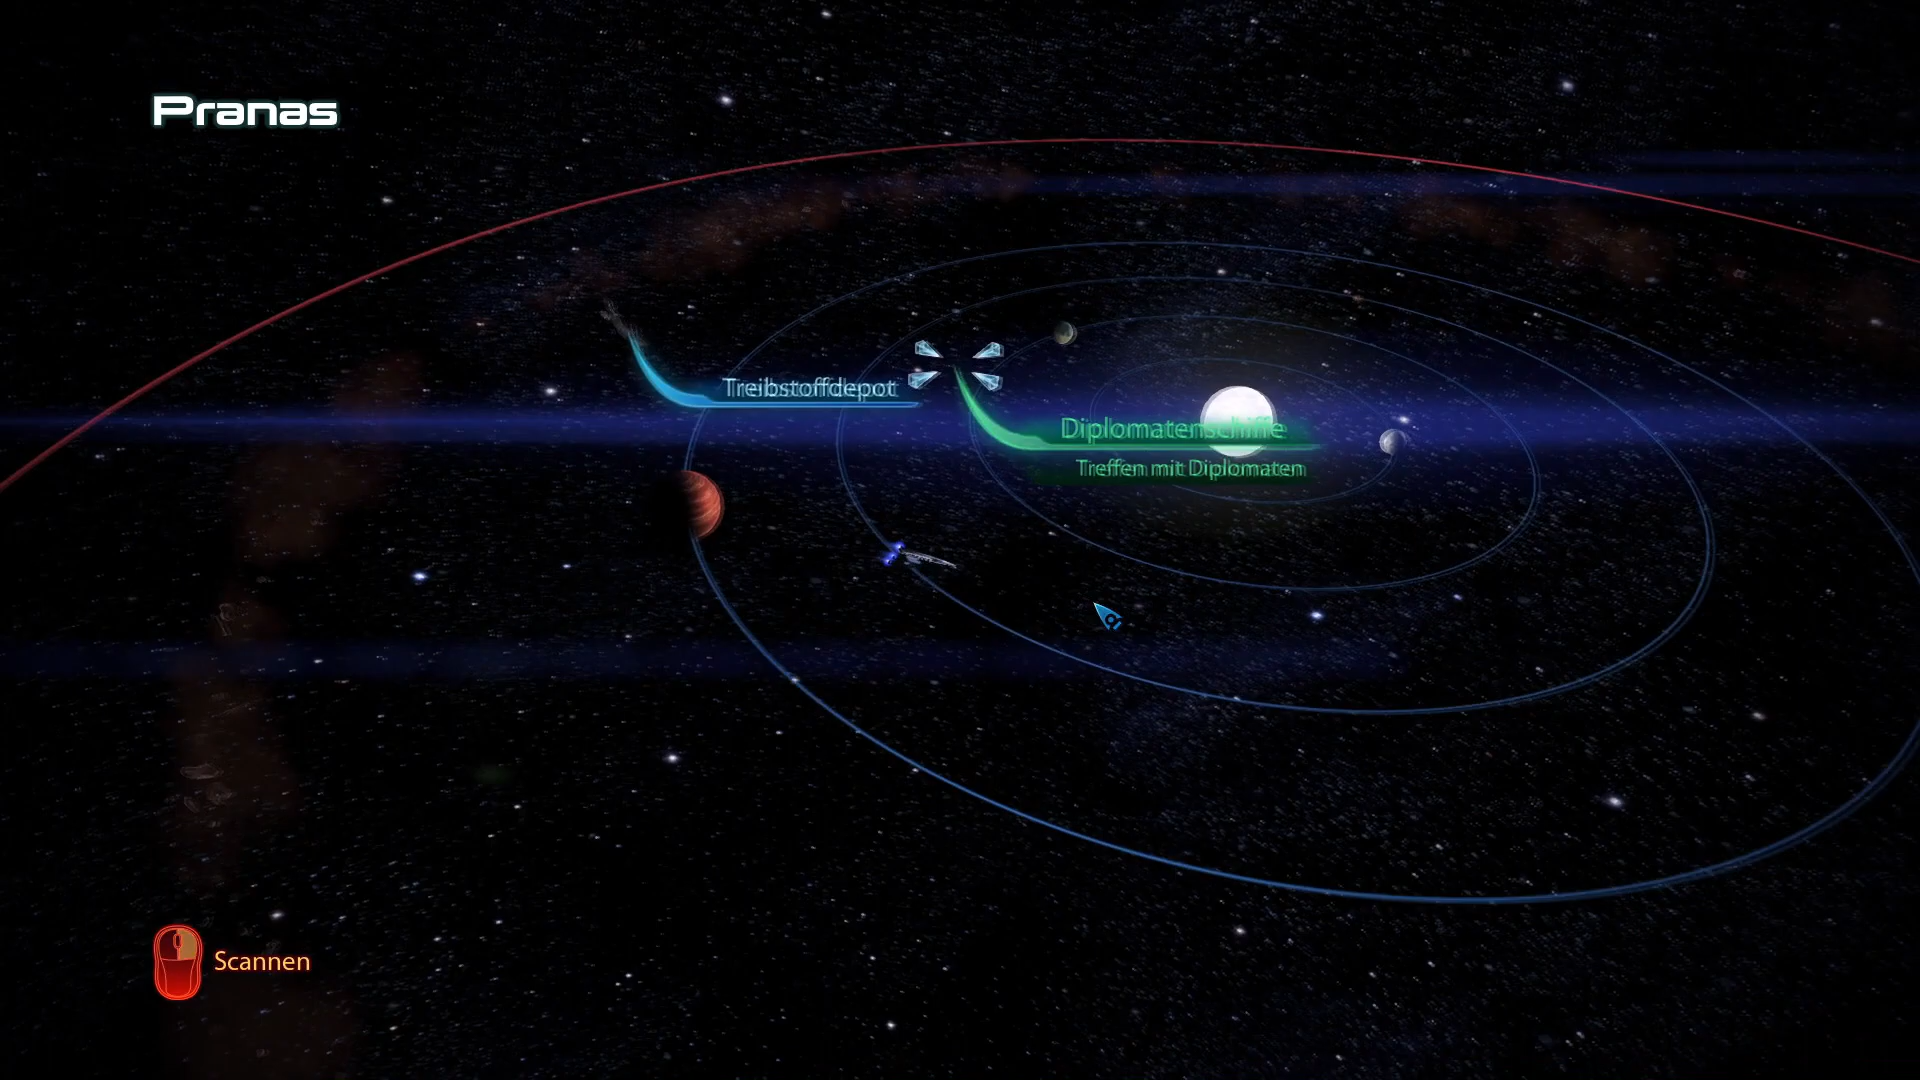 Pranas
Treibstoffdepot
Diplomatenschiffe
Treffen mit Diplomaten
Scannen